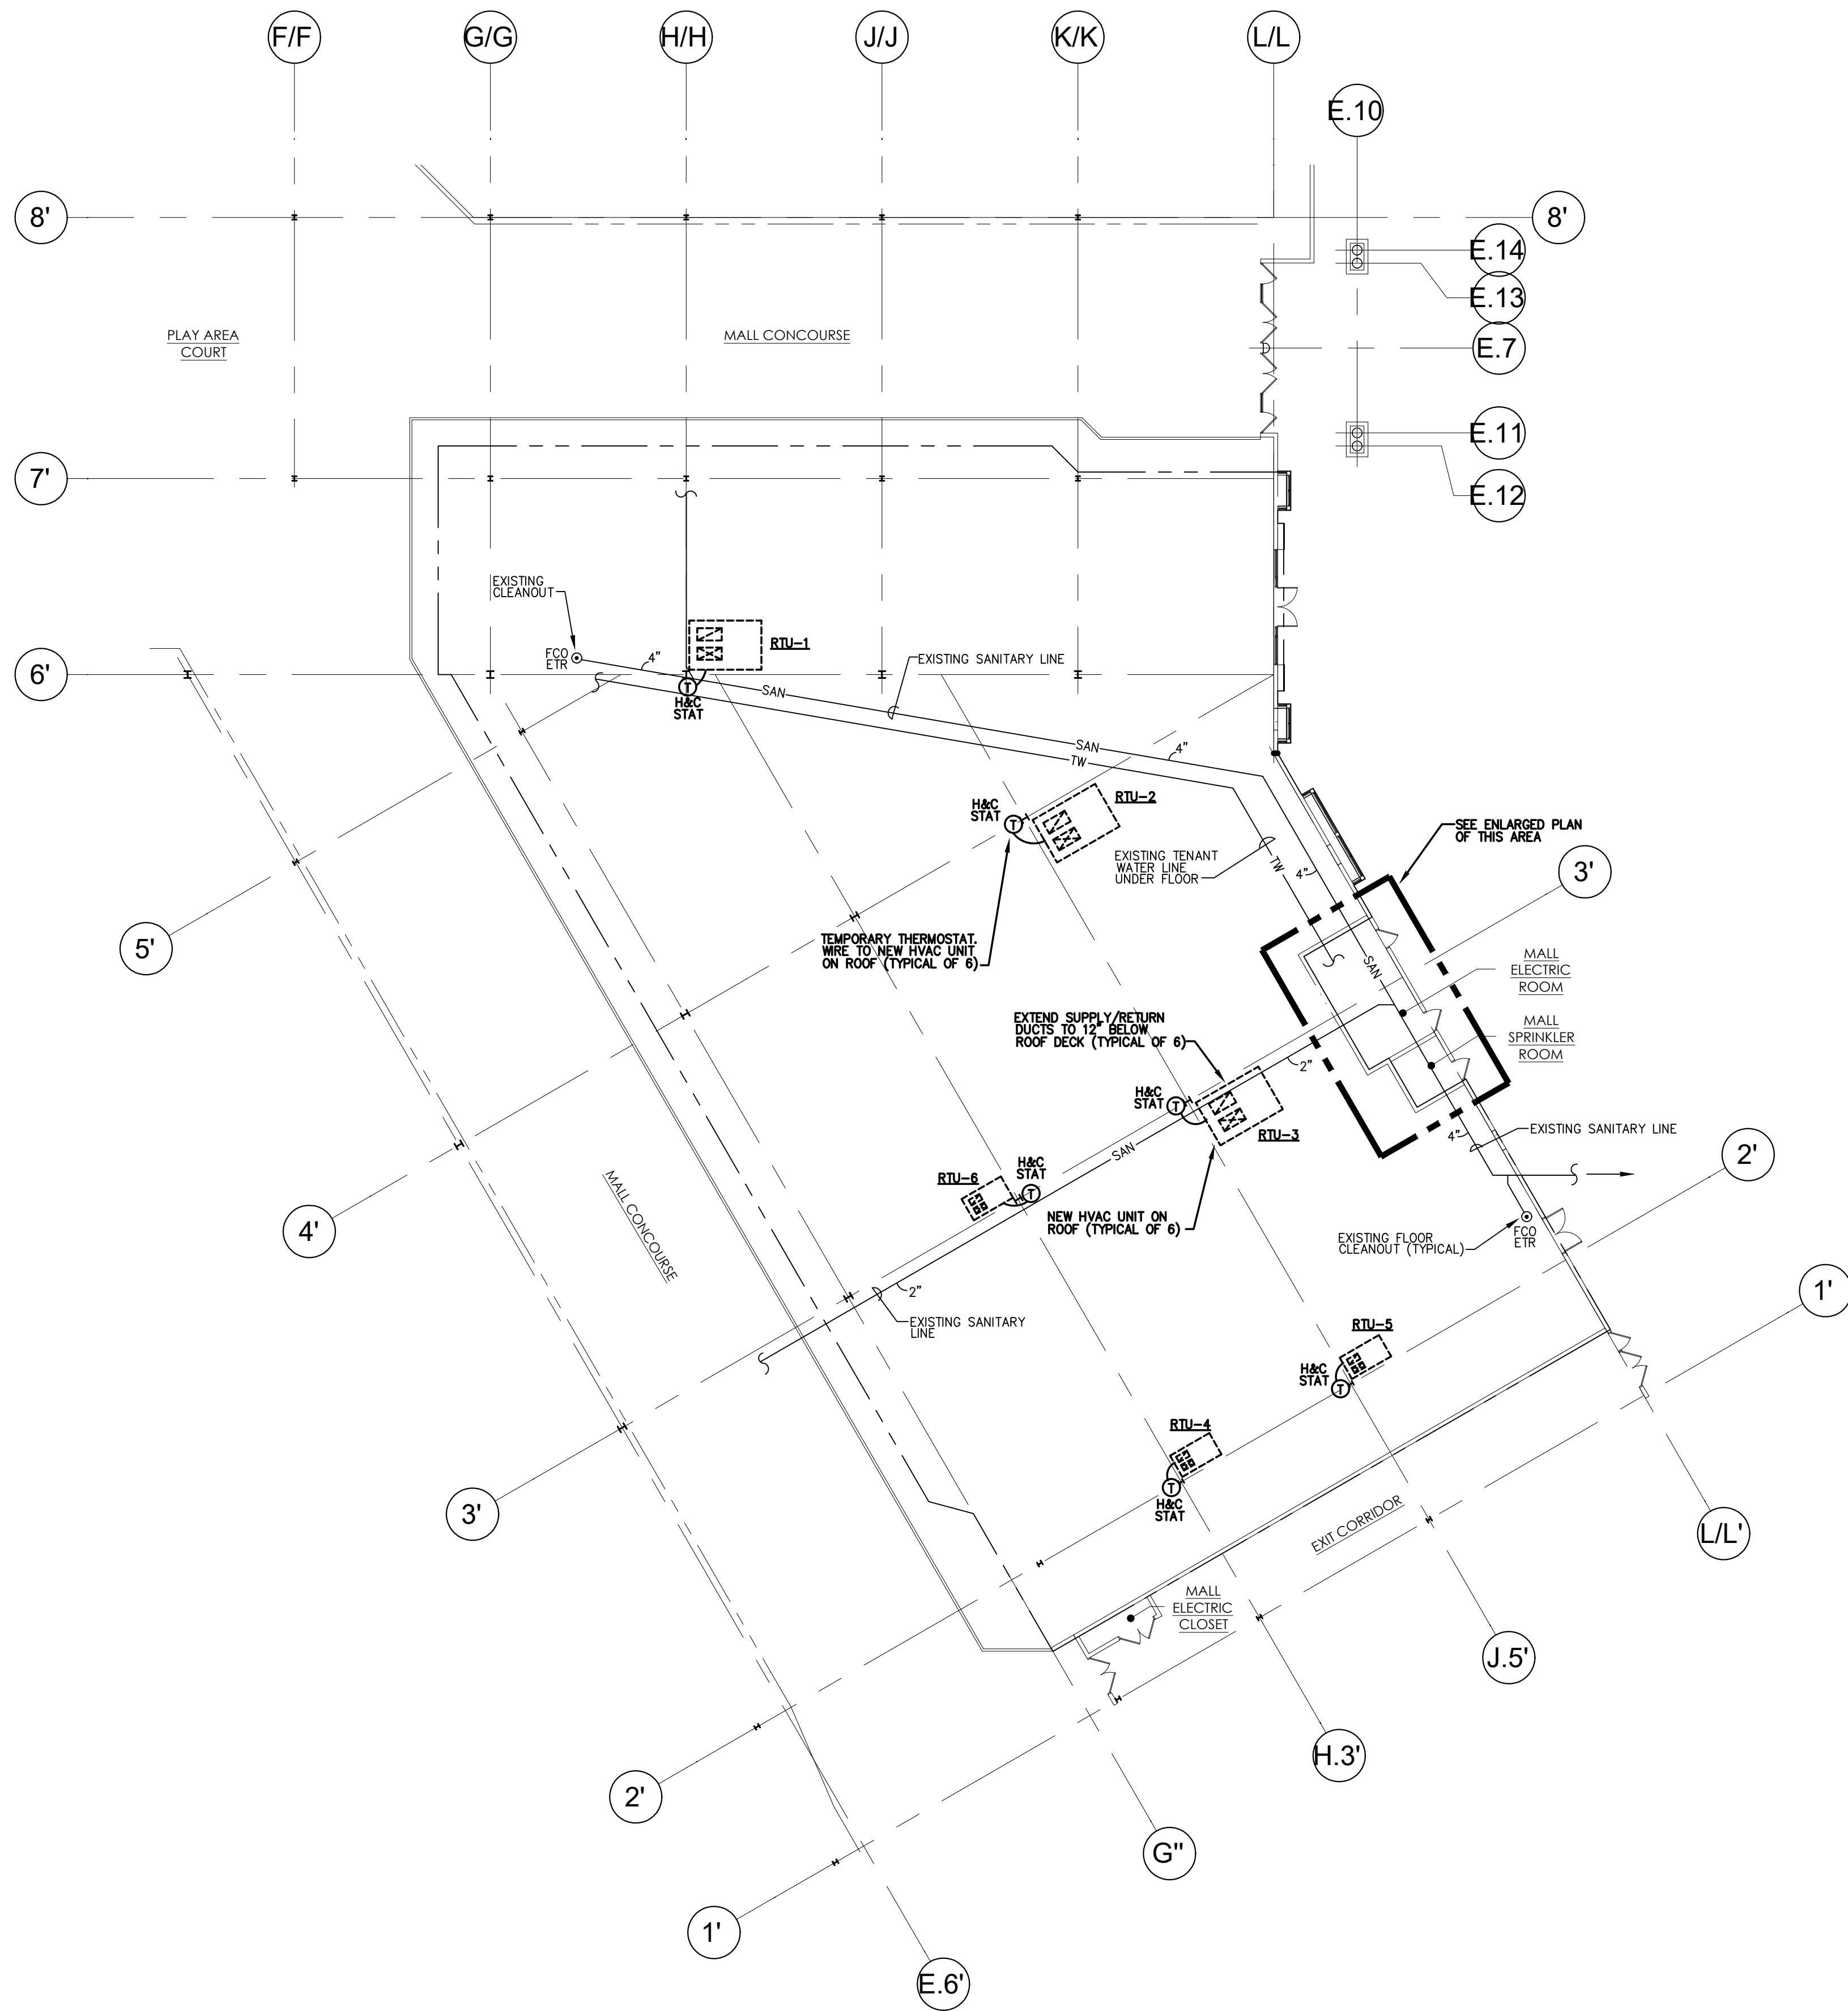 F/F
G/G
H/H
J/J
K/K
L/L
E.10
8'
8'
E.14
E.13
E.7
E.11
E.12
PLAY AREA
COURT
MALL CONCOURSE
7'
EXISTING
CLEANOUT
FCO
ETR
4"
RTU-1
EXISTING SANITARY LINE
6'
SAN
H&C
STAT
SAN
4"
TW
H&C
STAT
RTU-2
SEE ENLARGED PLAN
OF THIS AREA
EXISTING TENANT
WATER LINE
UNDER FLOOR
TW
4"
3'
5'
TEMPORARY THERMOSTAT.
WIRE TO NEW HVAC UNIT
ON ROOF (TYPICAL OF 6)
SAN
MALL
ELECTRIC
ROOM
EXTEND SUPPLY/RETURN
DUCTS TO 12" BELOW
ROOF DECK (TYPICAL OF 6)
MALL
SPRINKLER
ROOM
2"
H&C
STAT
RTU-3
4"
EXISTING SANITARY LINE
SAN
2'
RTU-6
H&C
STAT
MALL CONCOURSE
NEW HVAC UNIT ON
ROOF (TYPICAL OF 6)
EXISTING FLOOR
CLEANOUT (TYPICAL)
FCO
ETR
4'
1'
2"
EXISTING SANITARY
LINE
RTU-5
H&C
STAT
RTU-4
H&C
STAT
3'
EXIT CORRIDOR
L/L'
MALL
ELECTRIC
CLOSET
J.5'
H.3'
2'
G"
1'
E.6'
T
T
T
T
T
T